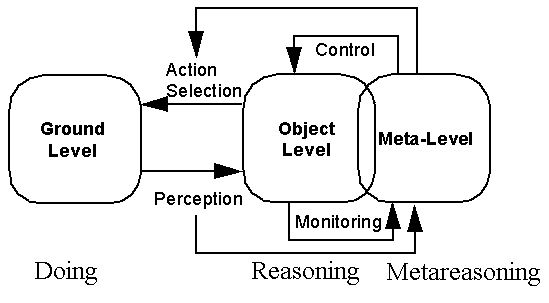 Control
Action
Selection
Ground
Level
Object
Level
Meta-Level
Perception
Monitoring
Doing
Reasoning
Metareasoning